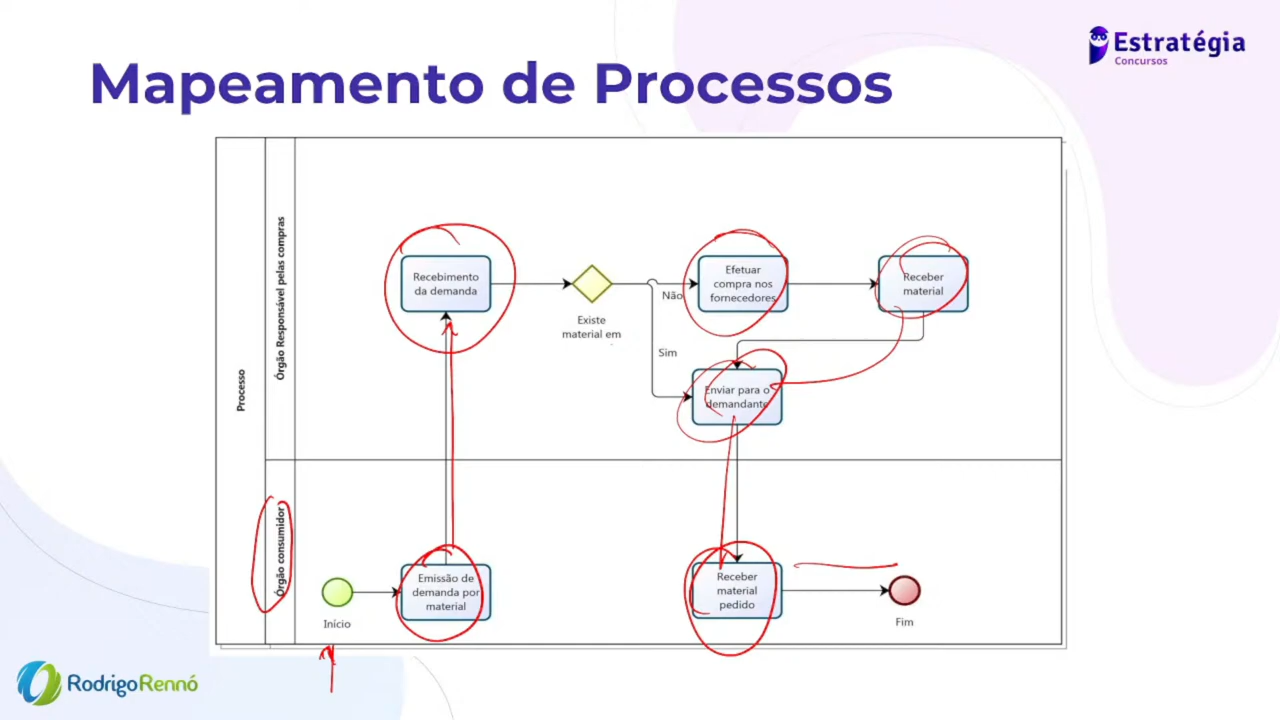 Estratégia
Concursos
Mapeamento de Processos
Processo
Órgão Responsável pelas compras
Recebimento
da demanda
Existe
material em
Não
Sim
Efetuar
compra nos
fornecedores
Receber
material
Enviar para o
demandante
Órgão consumidor
Início
Emissão de
demanda por
material
Receber
material
pedido
Fim
RodrigoRennó